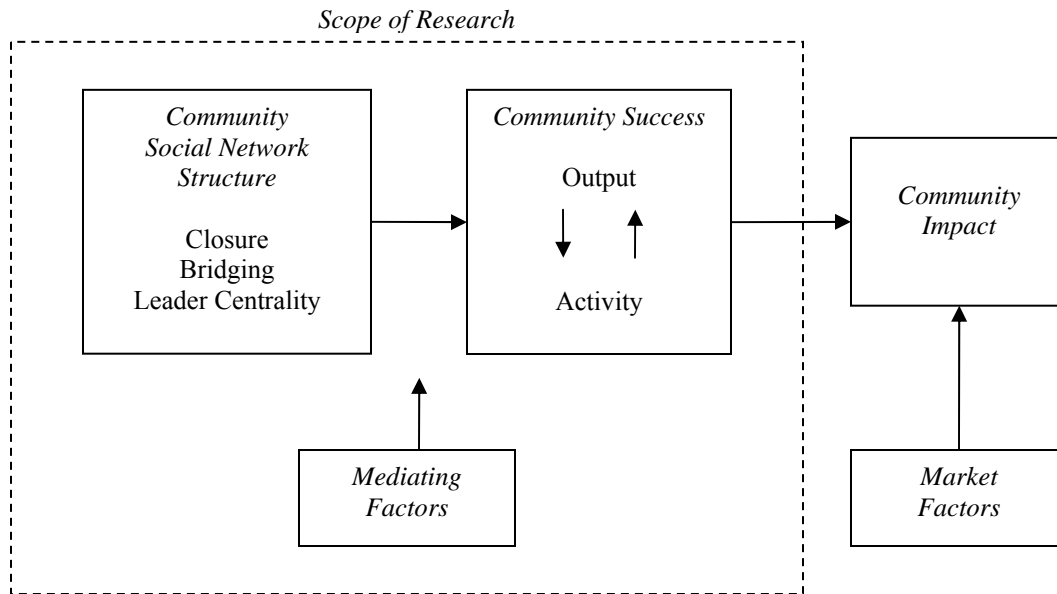 Scope of Research
Community
Social Network
Structure
Closure
Bridging
Leader Centrality
Community Success
Output
Activity
Community
Impact
Mediating
Factors
Market
Factors